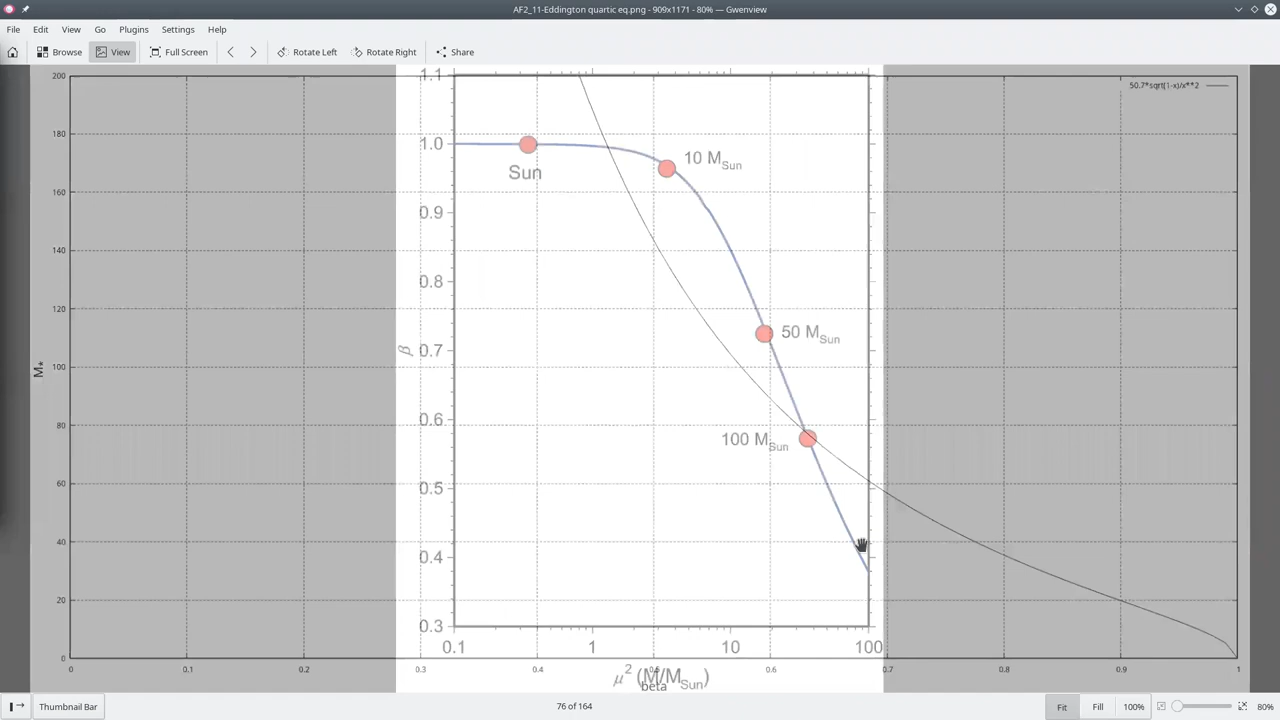 AF2_11-Eddington quartic eq.png - 909x1171 - 80% — Gwenview
File Edit View Go Plugins Settings Help
Browse View Full Screen Rotate Left Rotate Right Share
200
180
160
140
120
100
80
60
40
20
0
M*
50.7*sqrt(1-x)/x**2
1.1
1.0
0.9
0.8
0.7
0.6
0.5
0.4
0.3
β
Sun
10 MSun
50 MSun
100 MSun
0.1 1 10 100
0 0.1 0.2 0.3 0.4 0.5 0.6 0.7 0.8 0.9 1
μ2 (M/MSun)
beta
Thumbnail Bar 76 of 164 Fit Fill 100% 80%